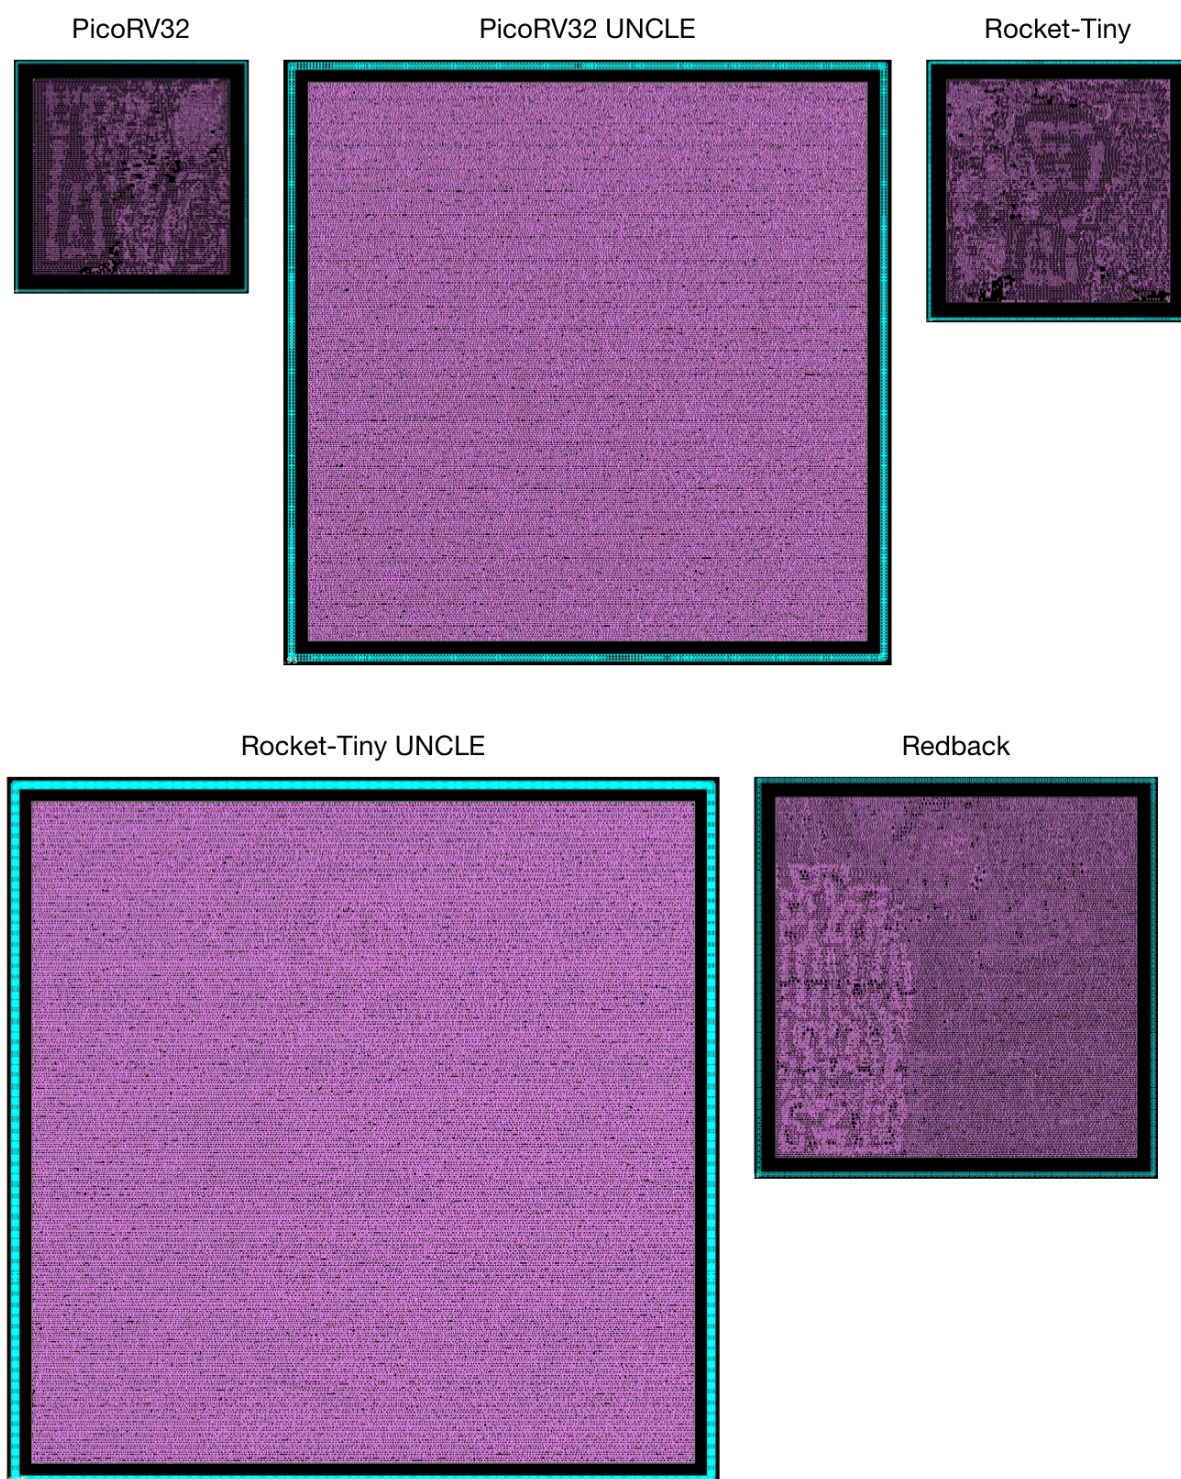 PicoRV32
PicoRV32 UNCLE
Rocket-Tiny
Rocket-Tiny UNCLE
Redback